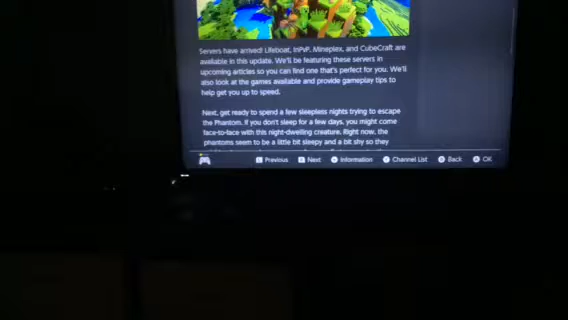 Servers have arrived! Lifeboat, InPvP, Mineplex, and CubeCraft are
available in this update. We'll be featuring these servers in
upcoming articles so you can find one that's perfect for you. We'll
also look at the games available and provide gameplay tips to
help get you up to speed.
Next, get ready to spend a few sleepless nights trying to escape
the Phantom. If you don't sleep for a few days, you might come
face-to-face with this night-dwelling creature. Right now, the
phantoms seem to be a little bit sleepy and a bit shy so they
Previous Next Information Channel List Back OK